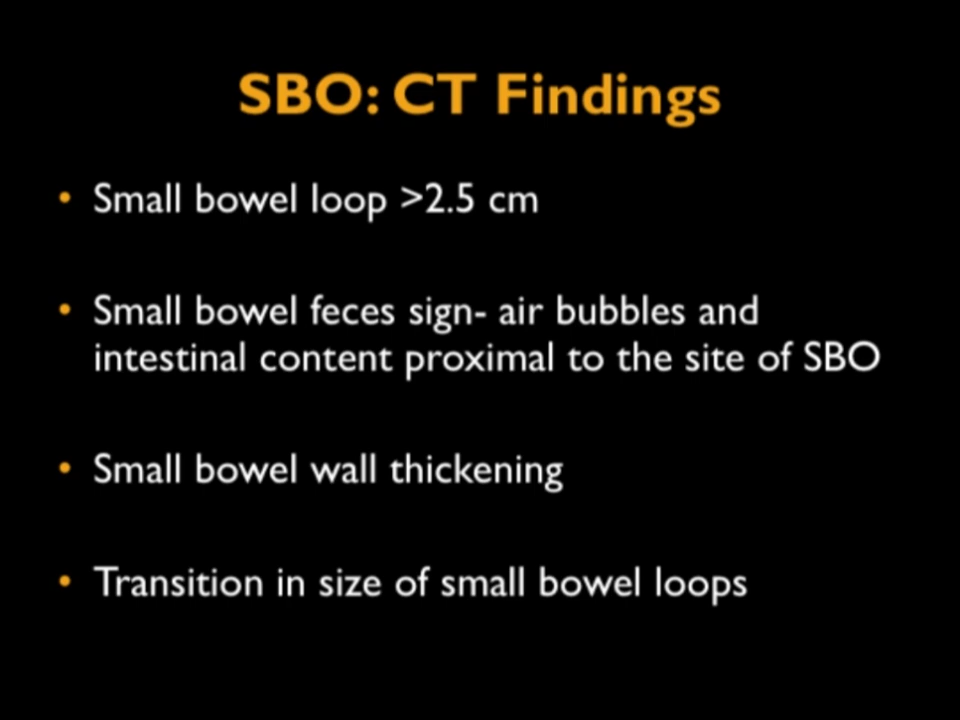 SBO: CT Findings
• Small bowel loop >2.5 cm
• Small bowel feces sign- air bubbles and
intestinal content proximal to the site of SBO
• Small bowel wall thickening
• Transition in size of small bowel loops